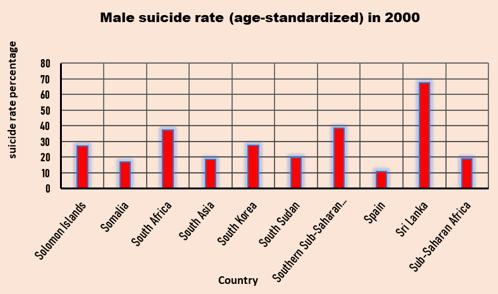 Male suicide rate (age-standardized) in 2000
suicide rate percentage
80
70
60
50
40
30
20
10
0
Solomon Islands
Somalia
South Africa
South Asia
South Korea
South Sudan
Southern Sub-Saharan...
Spain
Sri Lanka
Sub-Saharan Africa
Country